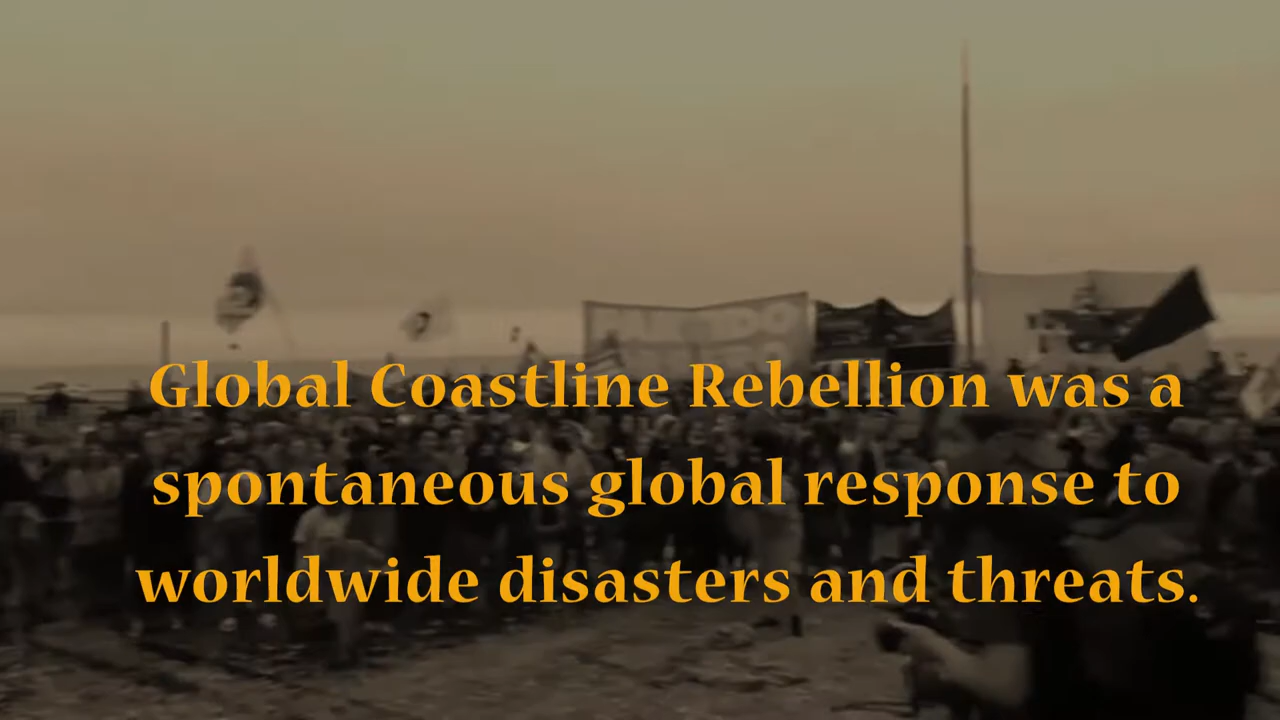 Global Coastline Rebellion was a
spontaneous global response to
worldwide disasters and threats.